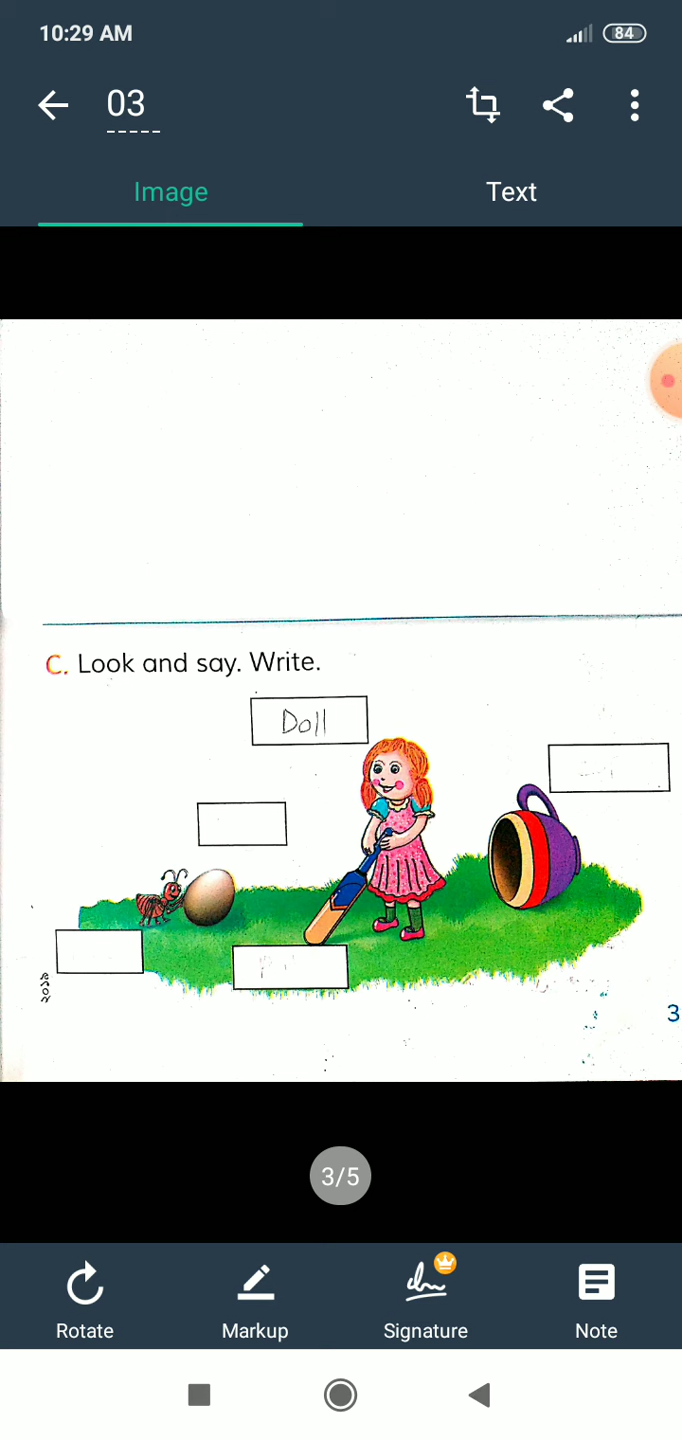 10:29 AM
84
03
Image
Text
C. Look and say. Write.
Doll
3
3/5
Rotate
Markup
Signature
Note